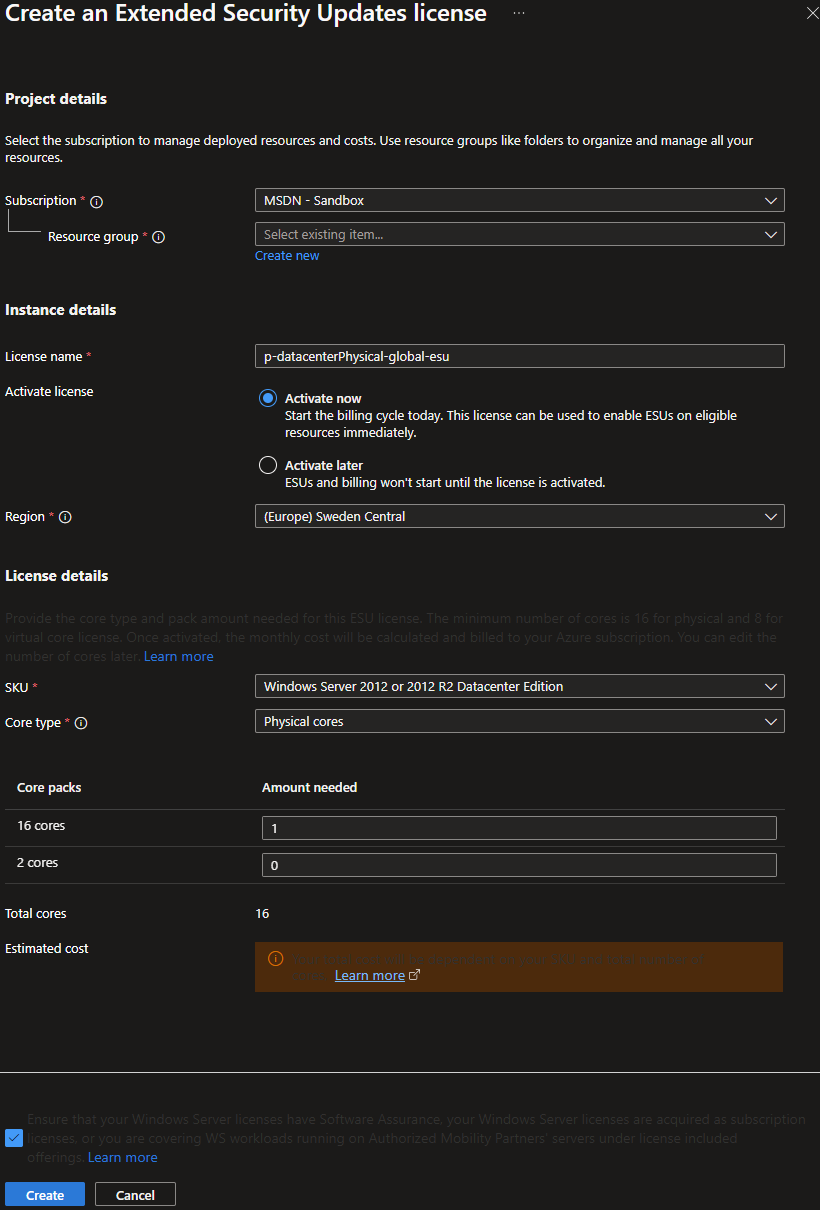 Create an Extended Security Updates license ...
Project details
Select the subscription to manage deployed resources and costs. Use resource groups like folders to organize and manage all your
resources.
Subscription *
MSDN - Sandbox
Resource group *
Select existing item...
Create new
Instance details
License name *
p-datacenterPhysical-global-esu
Activate license
Activate now
Start the billing cycle today. This license can be used to enable ESUs on eligible
resources immediately.
Activate later
ESUs and billing won't start until the license is activated.
Region *
(Europe) Sweden Central
License details
Provide the core type and pack amount needed for this ESU license. The minimum number of cores is 16 for physical and 8 for
virtual core license. Once activated, the monthly cost will be calculated and billed to your Azure subscription. You can edit the
number of cores later. Learn more
SKU *
Windows Server 2012 or 2012 R2 Datacenter Edition
Core type *
Physical cores
Core packs Amount needed
16 cores 1
2 cores 0
Total cores 16
Estimated cost
Learn more
Ensure that your Windows Server licenses have Software Assurance, your Windows Server licenses are acquired as subscription
licenses, or you are covering WS workloads running on Authorized Mobility Partners' servers under license included
offerings. Learn more
Create Cancel